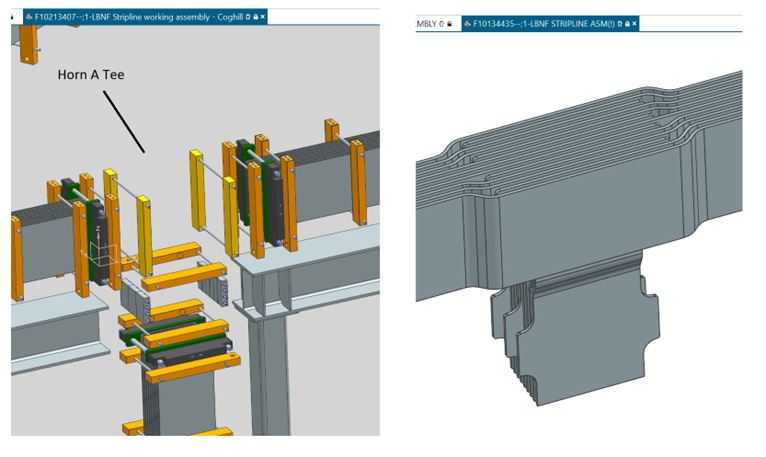 F10213407--;1-LBNF Stripline working assembly - Coghill
MBLY
F10134435--;1-LBNF STRIPLINE ASM(!)
Horn A Tee
Z